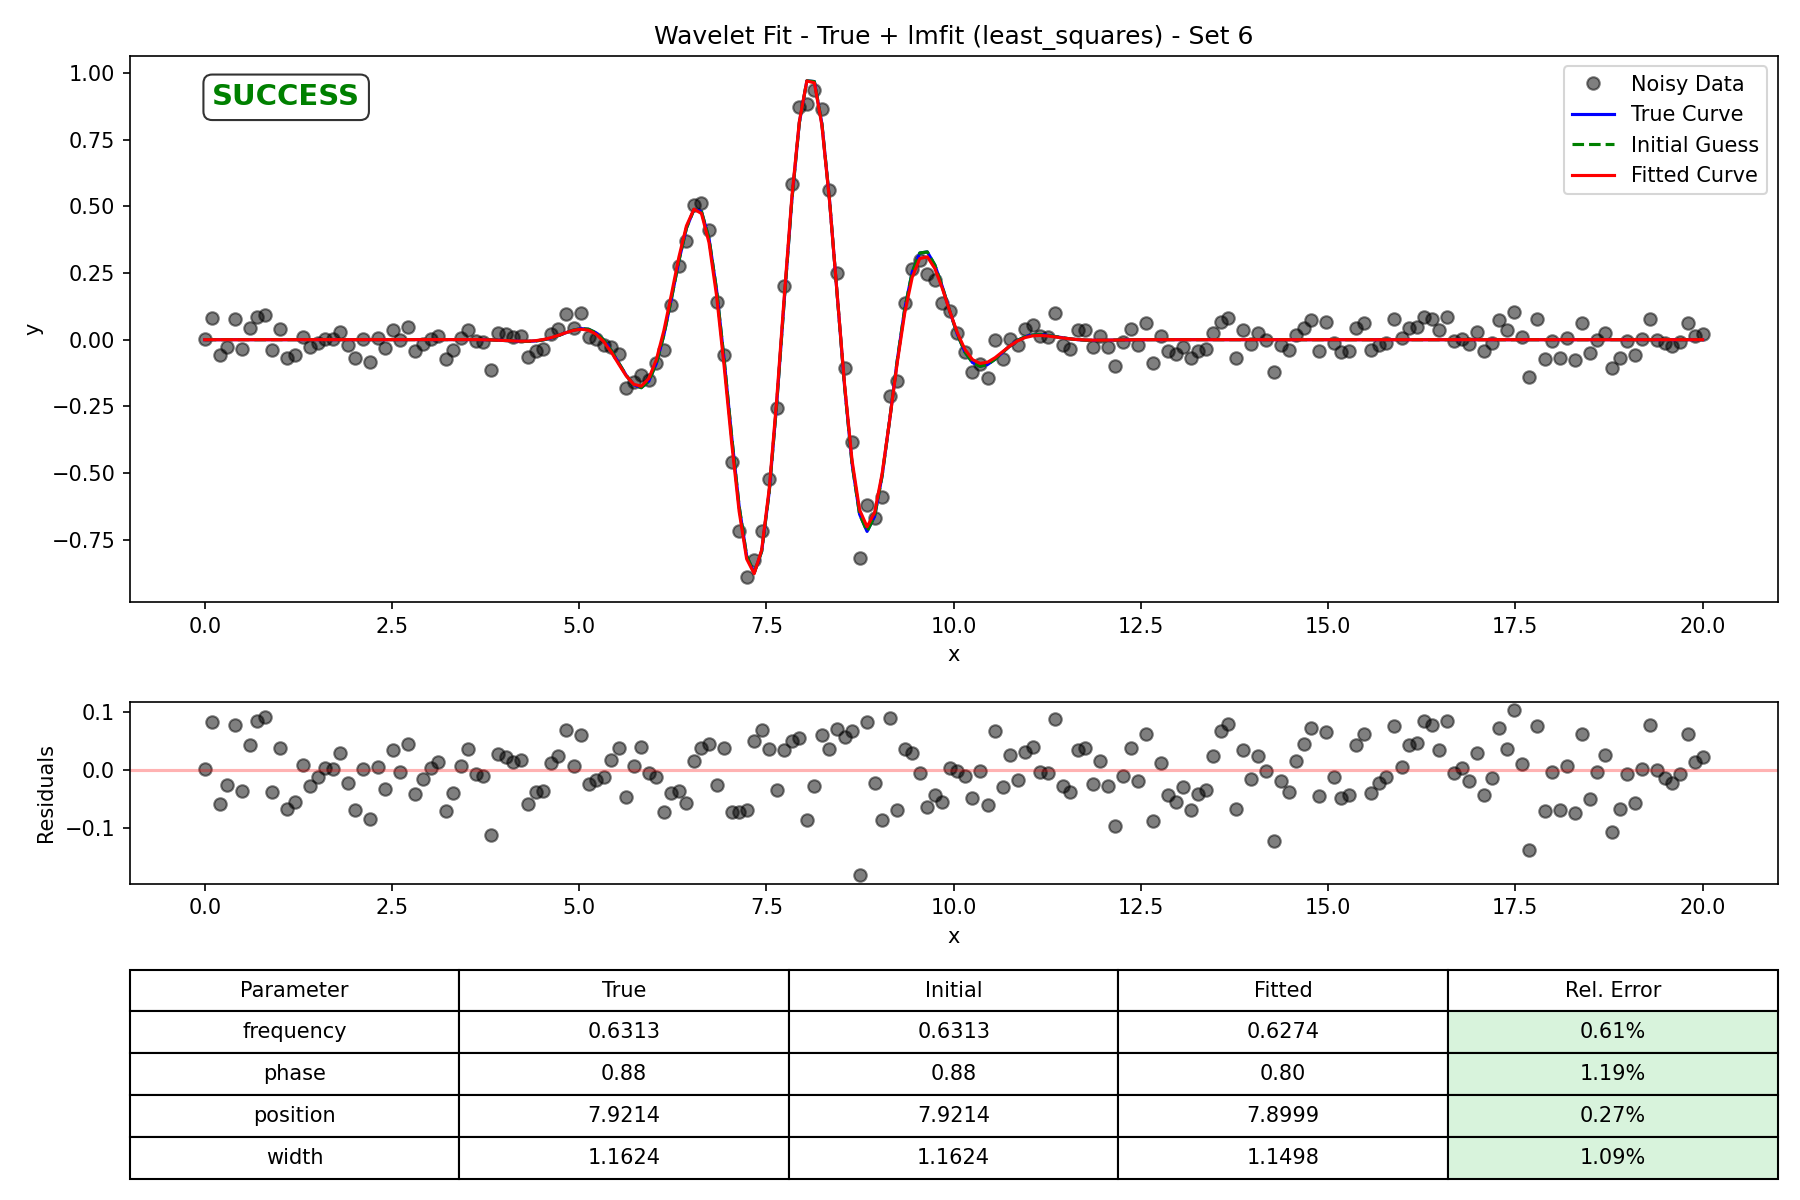 Wavelet Fit - True + lmfit (least_squares) - Set 6
SUCCESS
Noisy Data
True Curve
Initial Guess
Fitted Curve
1.00
0.75
0.50
0.25
0.00
−0.25
−0.50
−0.75
y
0.0 2.5 5.0 7.5 10.0 12.5 15.0 17.5 20.0
x
0.1
0.0
−0.1
Residuals
0.0 2.5 5.0 7.5 10.0 12.5 15.0 17.5 20.0
x
Parameter True Initial Fitted Rel. Error
frequency 0.6313 0.6313 0.6274 0.61%
phase 0.88 0.88 0.80 1.19%
position 7.9214 7.9214 7.8999 0.27%
width 1.1624 1.1624 1.1498 1.09%